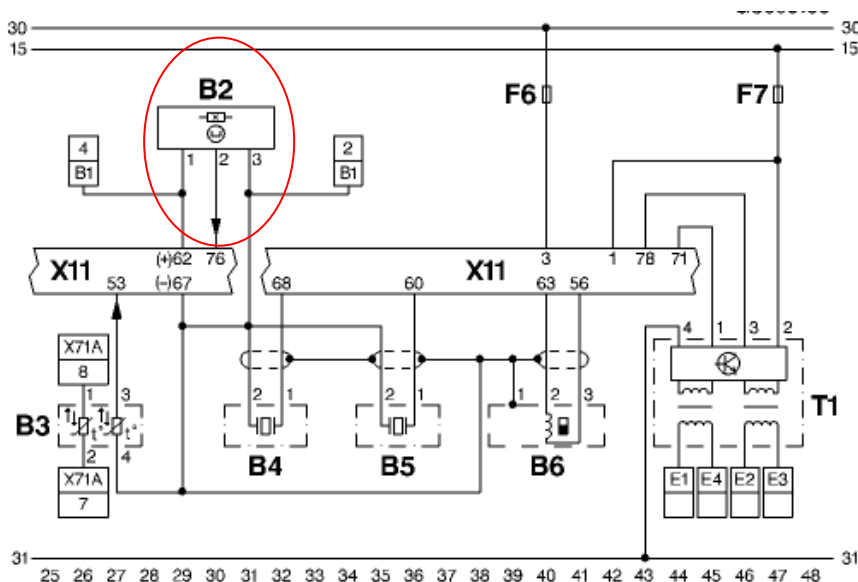 30 30
15 15
B2 F6 F7
4 1 2 3 2
B1 B1
(+)62 76 3 1 78 71
X11 X11
53 (–)67 68 60 63 56
4 1 3 2
X71A
8
1 3 2 1 2 1 1 2 3
B3 t° t° B4 B5 B6 T1
2 4
X71A E1 E4 E2 E3
7
31 31
25 26 27 28 29 30 31 32 33 34 35 36 37 38 39 40 41 42 43 44 45 46 47 48